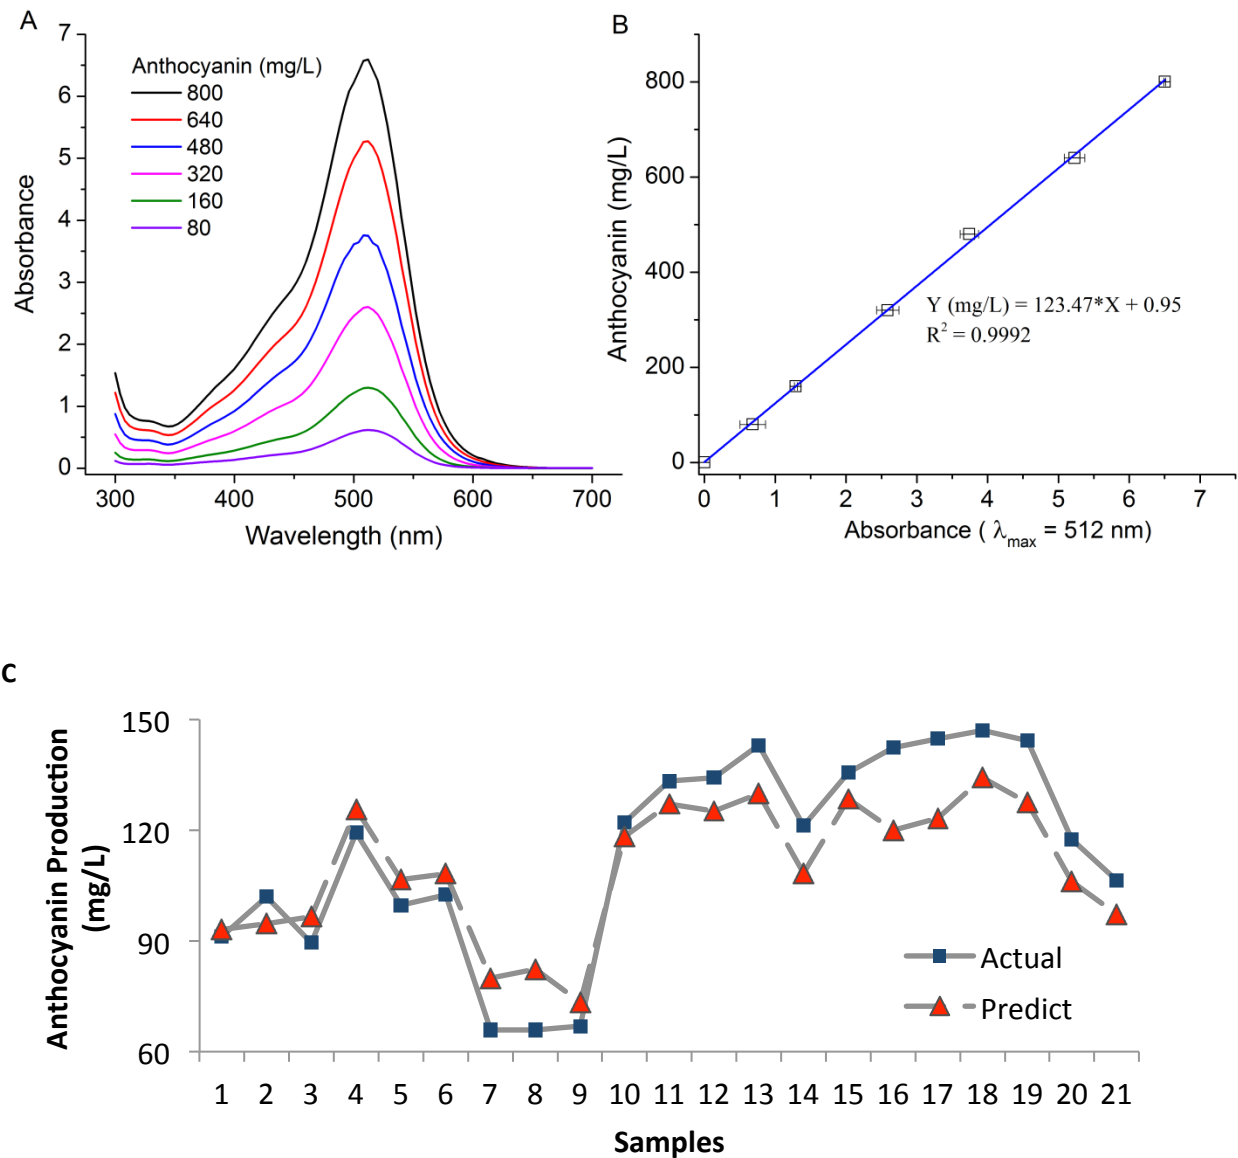 A
7
6
5
4
3
2
1
0
Absorbance
Anthocyanin (mg/L)
800
640
480
320
160
80
300
400
500
600
700
Wavelength (nm)
B
800
600
400
200
0
Anthocyanin (mg/L)
Y (mg/L) = 123.47*X + 0.95
R² = 0.9992
0
1
2
3
4
5
6
7
Absorbance ( λmax = 512 nm)
C
150
120
90
60
Anthocyanin Production
(mg/L)
Actual
Predict
1 2 3 4 5 6 7 8 9 10 11 12 13 14 15 16 17 18 19 20 21
Samples